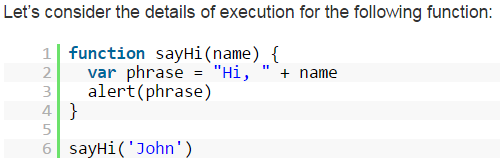 Let's consider the details of execution for the following function:
1 function sayHi(name) {
2   var phrase = "Hi, " + name
3   alert(phrase)
4 }
5
6 sayHi('John')